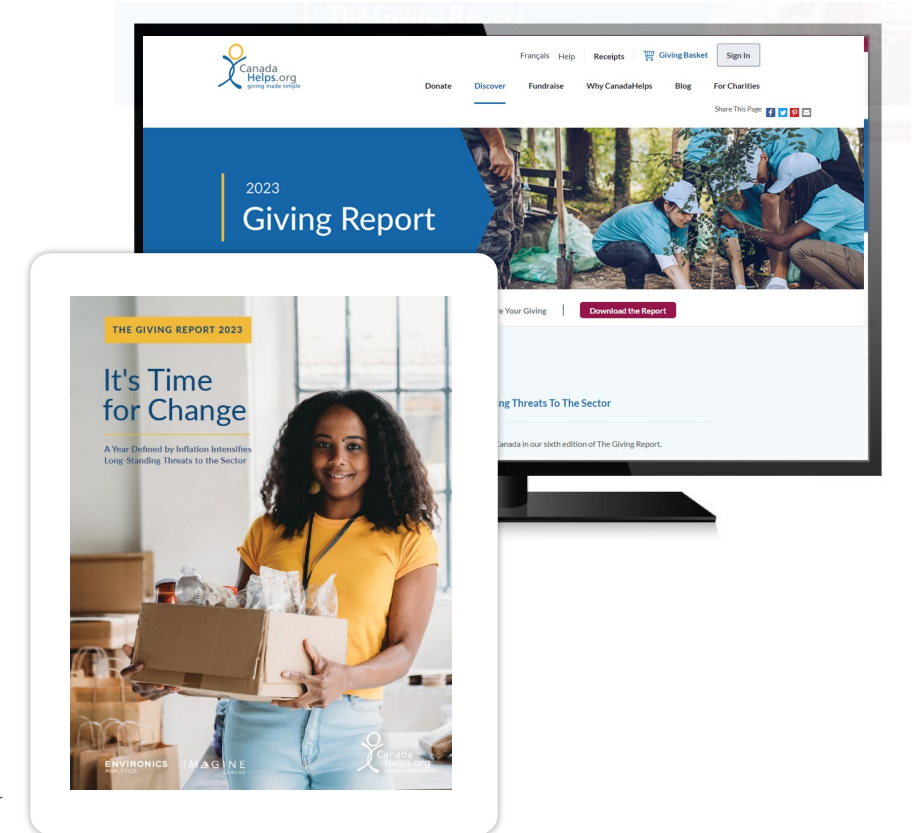 The Giving Report
Canada
Helps.org
giving made simple
Français Help Receipts Giving Basket Sign In
Donate Discover Fundraise Why CanadaHelps Blog For Charities
Share This Page
2023
Giving Report
Your Giving
Download the Report
Threats To The Sector
Canada in our sixth edition of The Giving Report.
THE GIVING REPORT 2023
It's Time
for Change
A Year Defined by Inflation Intensifies
Long-Standing Threats to the Sector
ENVIRONICS
ANALYTICS
IMAGINE
CANADA
Canada
Helps.org
giving made simple